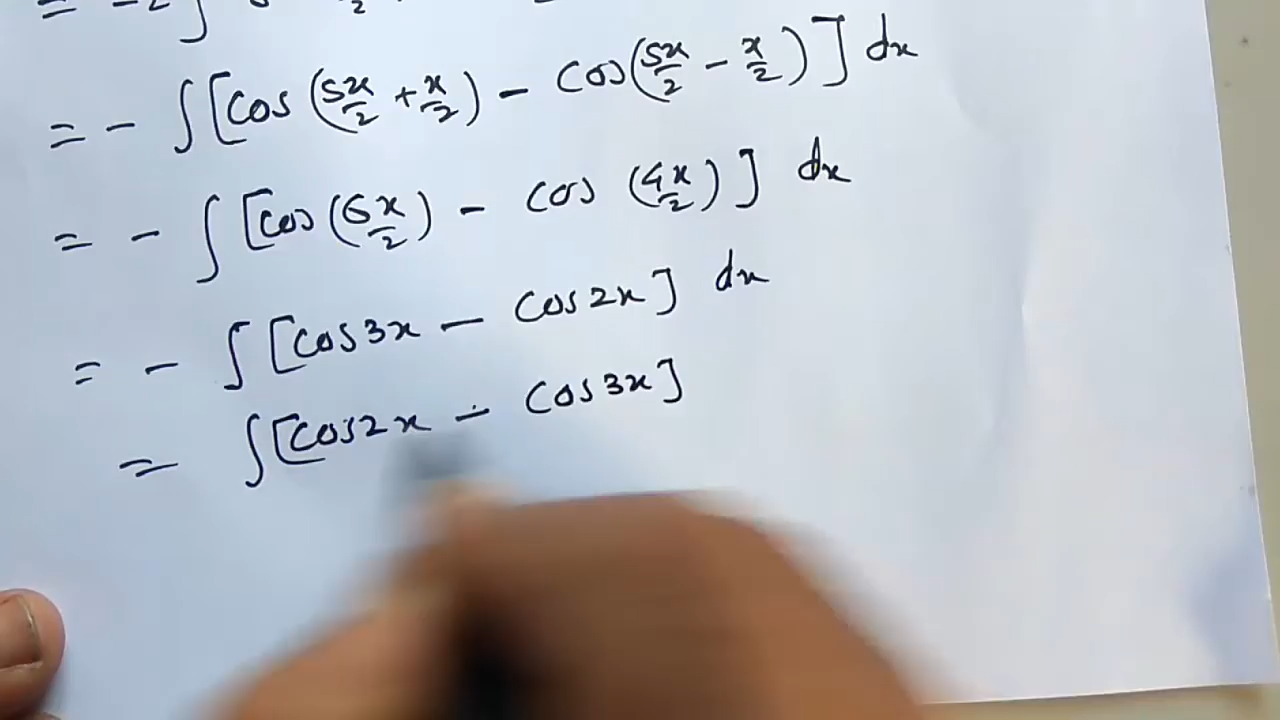 = - ∫ [cos (5x/2 + x/2) - cos (5x/2 - x/2)] dx
= - ∫ [cos (6x/2) - cos (4x/2)] dx
= - ∫ [cos 3x - cos 2x] dx
= ∫ [cos 2x - cos 3x]